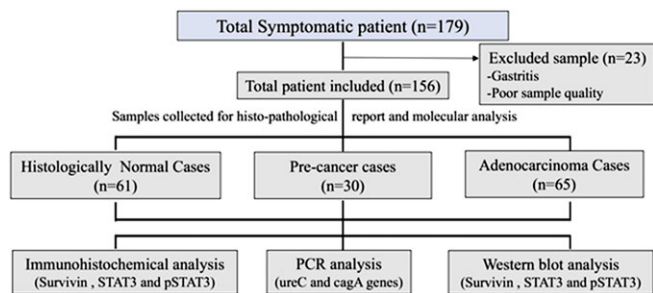 Total Symptomatic patient (n=179)
Excluded sample (n=23)
-Gastritis
-Poor sample quality
Total patient included (n=156)
Samples collected for histo-pathological report and molecular analysis
Histologically Normal Cases
(n=61)
Pre-cancer cases
(n=30)
Adenocarcinoma Cases
(n=65)
Immunohistochemical analysis
(Survivin , STAT3 and pSTAT3)
PCR analysis
(ureC and cagA genes)
Western blot analysis
(Survivin , STAT3 and pSTAT3)